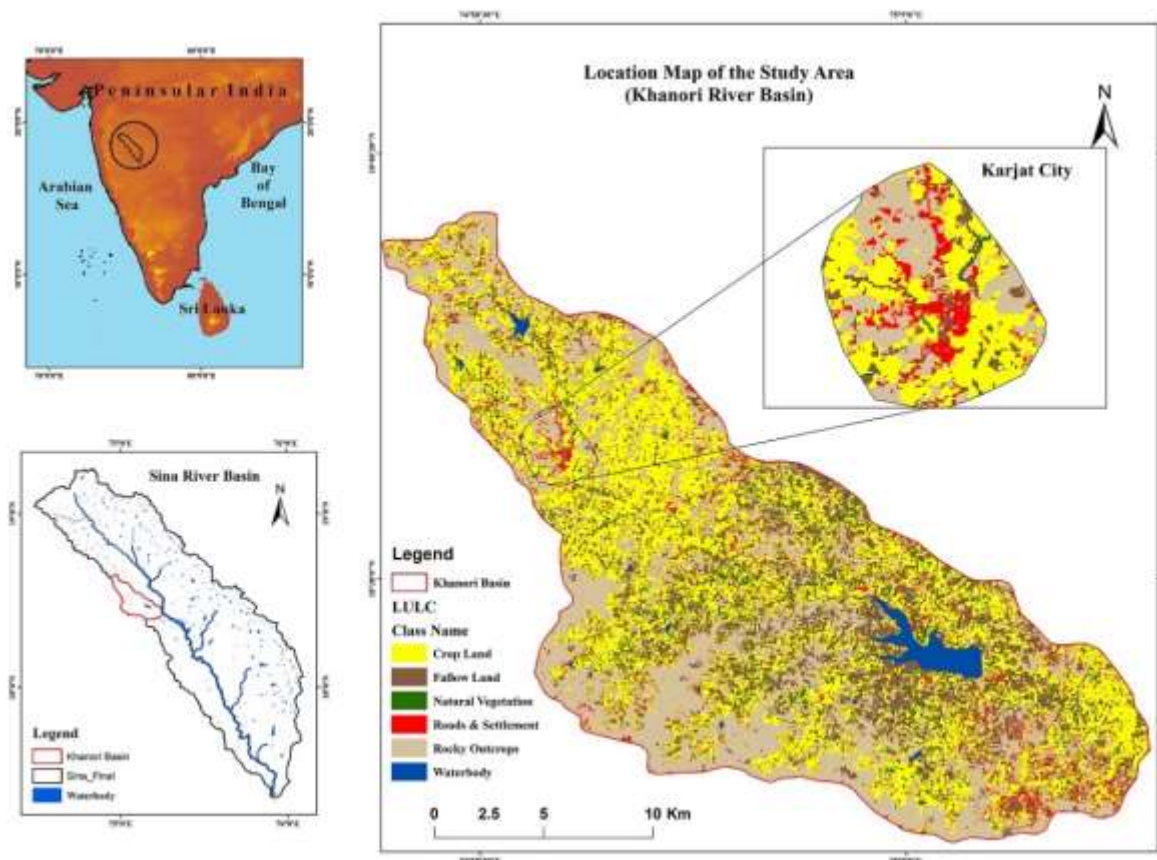 Peninsular India
Arabian
Sea
Bay
of
Bengal
Sri Lanka
Sina River Basin
N
Legend
Khanori Basin
Sina_Final
Waterbody
Location Map of the Study Area
(Khanori River Basin)
N
Karjat City
Legend
Khanori Basin
LULC
Class Name
Crop Land
Fallow Land
Natural Vegetation
Roads & Settlement
Rocky Outcrops
Waterbody
0 2.5 5 10 Km